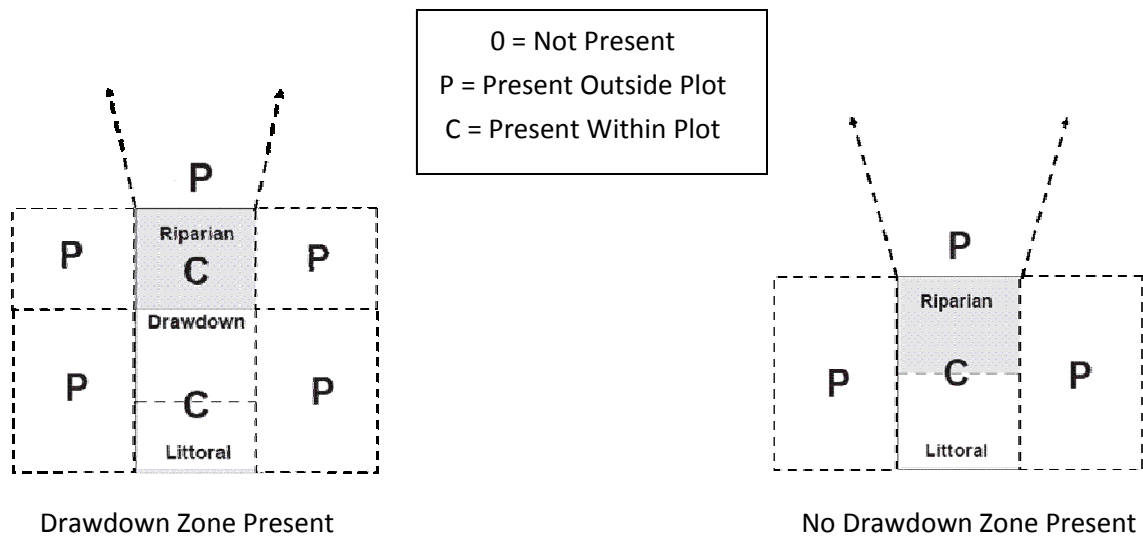 0 = Not Present
P = Present Outside Plot
C = Present Within Plot
P
Riparian
P C P
Drawdown
P C P
Littoral
Drawdown Zone Present
P
Riparian
P C P
Littoral
No Drawdown Zone Present